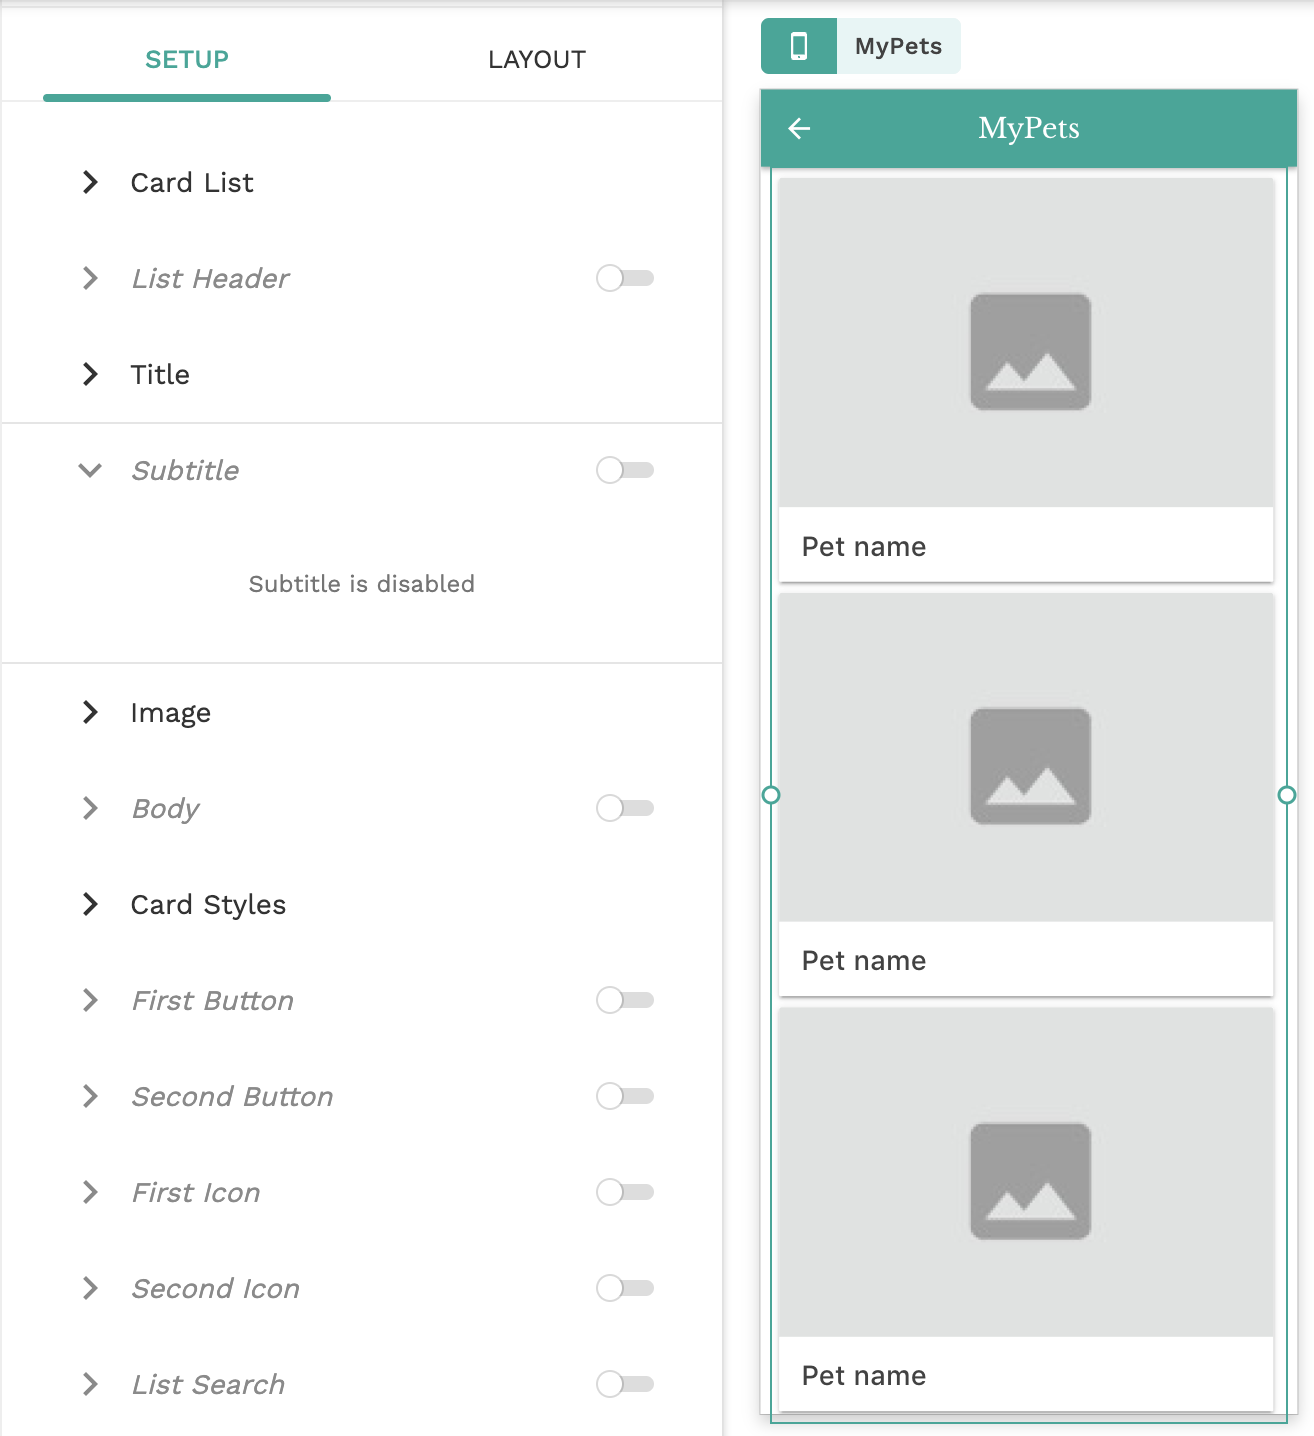 SETUP
LAYOUT
Card List
List Header
Title
Subtitle
Subtitle is disabled
Image
Body
Card Styles
First Button
Second Button
First Icon
Second Icon
List Search
MyPets
MyPets
Pet name
Pet name
Pet name